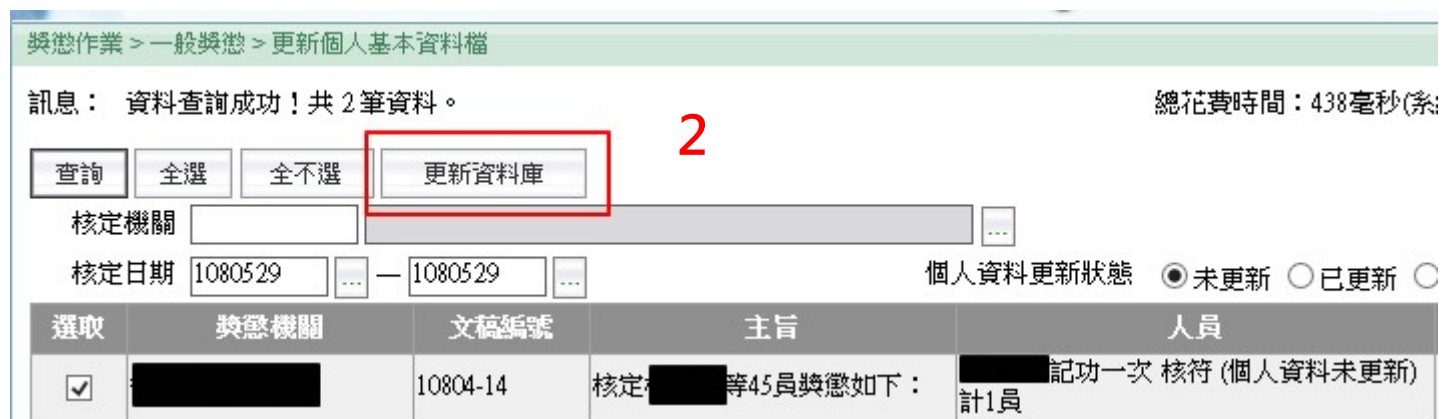 獎懲作業 > 一般獎懲 > 更新個人基本資料檔
訊息： 資料查詢成功！共 2 筆資料。 總花費時間：438毫秒(系
2
查詢 全選 全不選 更新資料庫
核定機關 ...
核定日期 1080529 ... — 1080529 ... 個人資料更新狀態 未更新 已更新
選取 獎懲機關 文稿編號 主旨 人員
10804-14 核定 等45員獎懲如下： 記功一次 核符 (個人資料未更新)
計1員